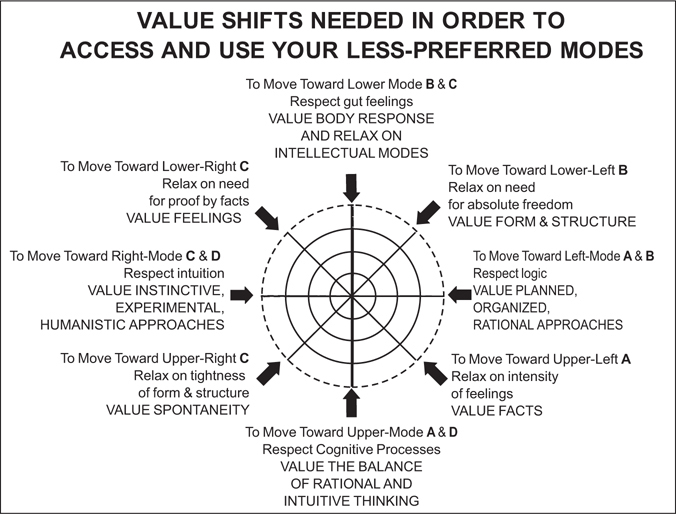 VALUE SHIFTS NEEDED IN ORDER TO
ACCESS AND USE YOUR LESS-PREFERRED MODES
To Move Toward Lower Mode B & C
Respect gut feelings
VALUE BODY RESPONSE
AND RELAX ON
INTELLECTUAL MODES
To Move Toward Lower-Right C
Relax on need
for proof by facts
VALUE FEELINGS
To Move Toward Lower-Left B
Relax on need
for absolute freedom
VALUE FORM & STRUCTURE
To Move Toward Right-Mode C & D
Respect intuition
VALUE INSTINCTIVE,
EXPERIMENTAL,
HUMANISTIC APPROACHES
To Move Toward Left-Mode A & B
Respect logic
VALUE PLANNED,
ORGANIZED,
RATIONAL APPROACHES
To Move Toward Upper-Right C
Relax on tightness
of form & structure
VALUE SPONTANEITY
To Move Toward Upper-Left A
Relax on intensity
of feelings
VALUE FACTS
To Move Toward Upper-Mode A & D
Respect Cognitive Processes
VALUE THE BALANCE
OF RATIONAL AND
INTUITIVE THINKING